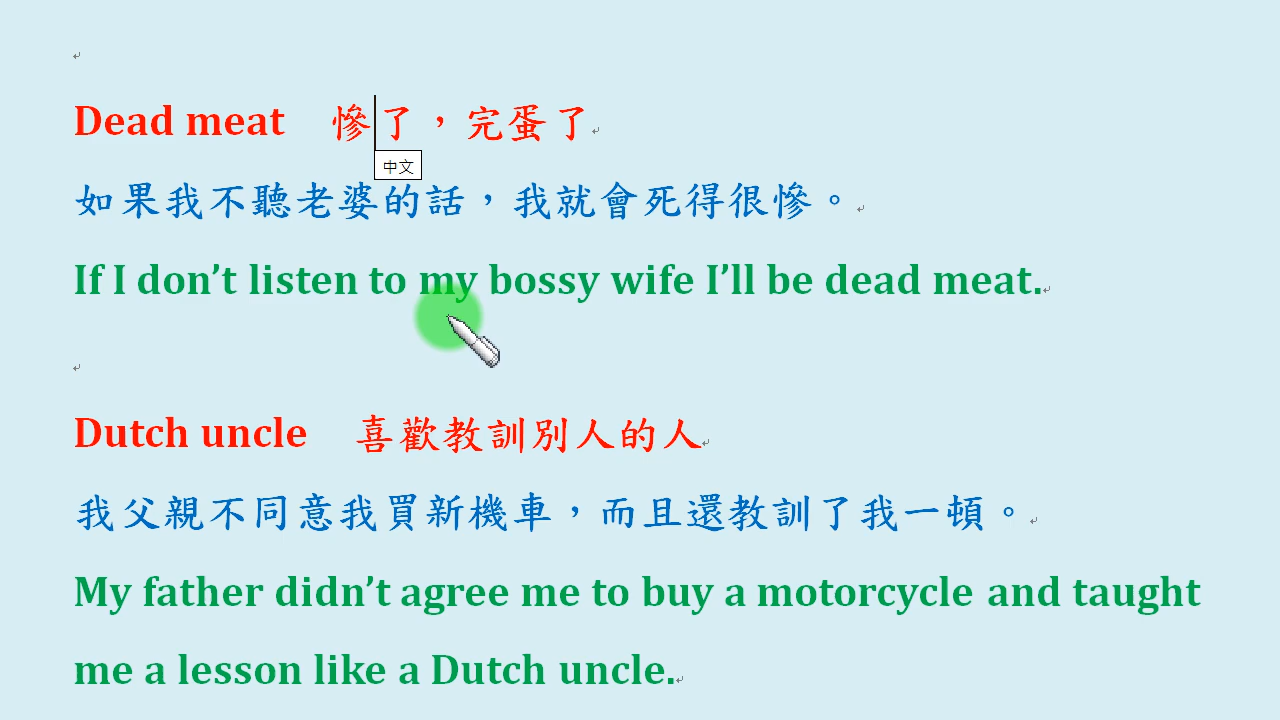 Dead meat 慘了，完蛋了
中文
如果我不聽老婆的話，我就會死得很慘。
If I don’t listen to my bossy wife I’ll be dead meat.
Dutch uncle 喜歡教訓別人的人
我父親不同意我買新機車，而且還教訓了我一頓。
My father didn’t agree me to buy a motorcycle and taught
me a lesson like a Dutch uncle.